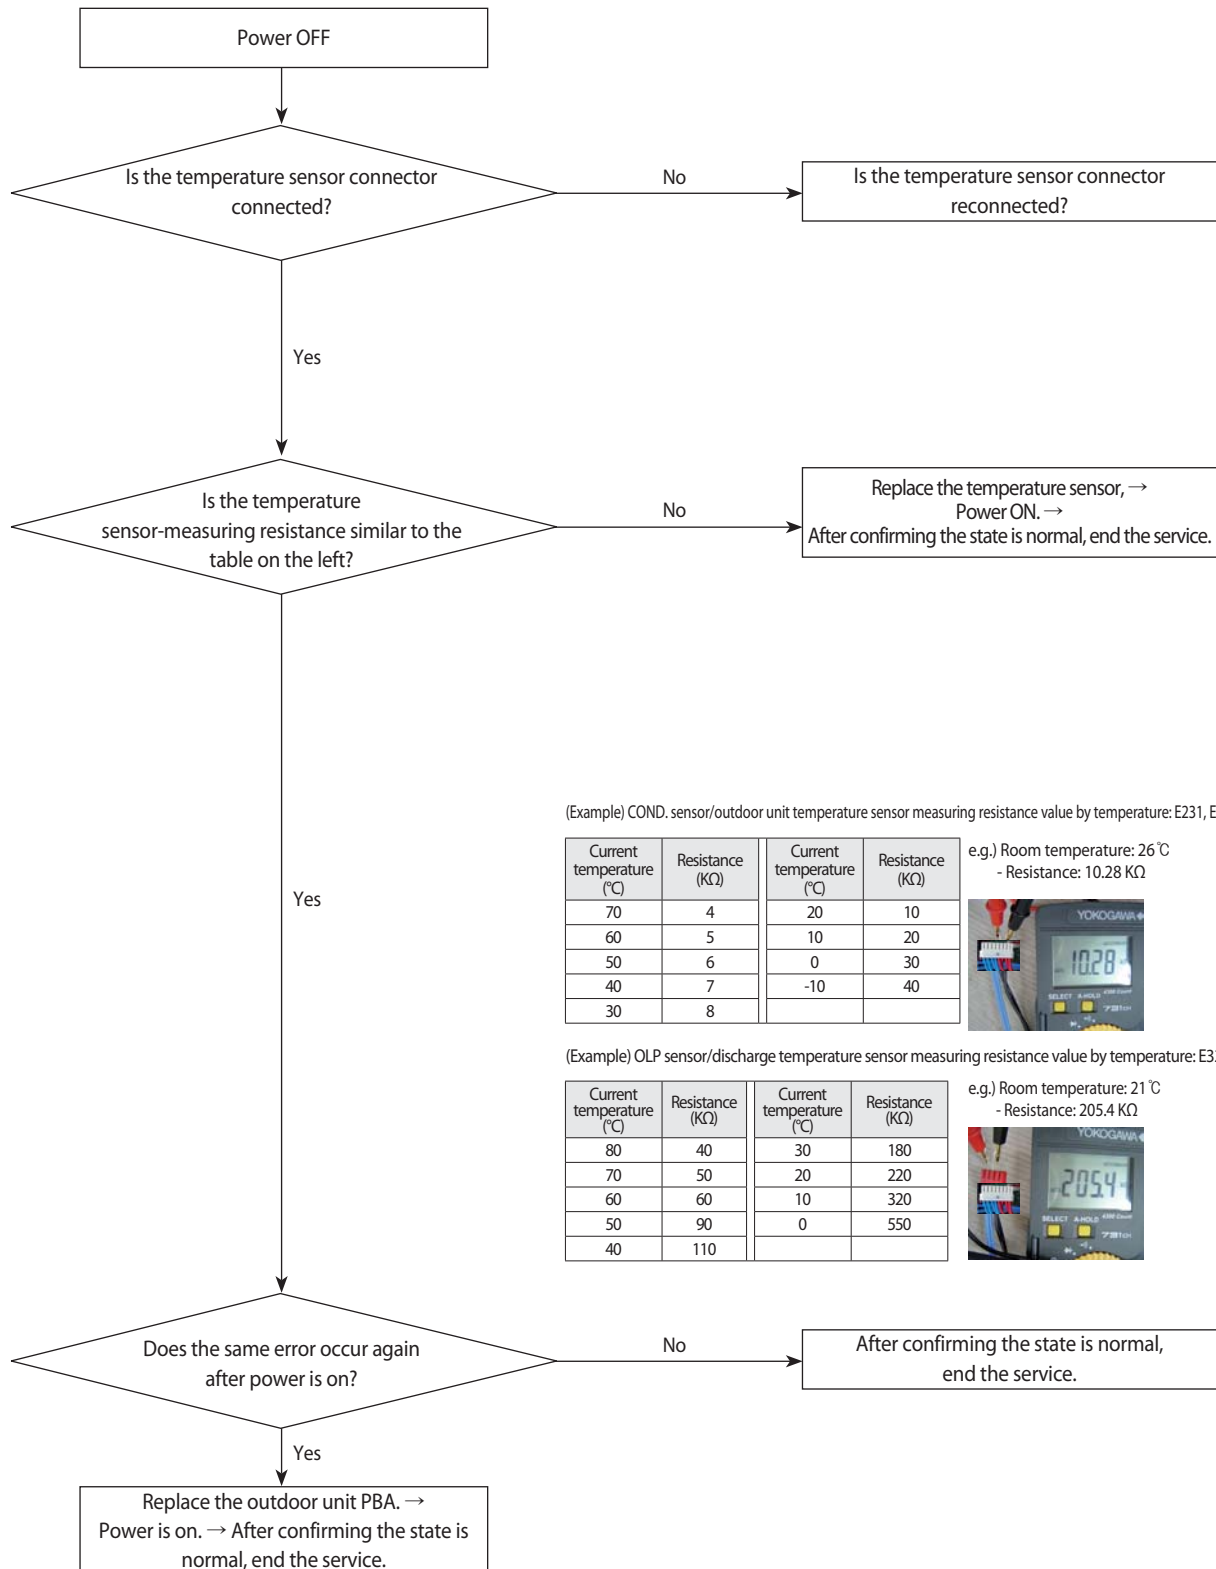 Power OFF
Is the temperature sensor connector
connected?
No
Is the temperature sensor connector
reconnected?
Yes
Is the temperature
sensor-measuring resistance similar to the
table on the left?
No
Replace the temperature sensor, →
Power ON. →
After confirming the state is normal, end the service.
Yes
(Example) COND. sensor/outdoor unit temperature sensor measuring resistance value by temperature: E231, E
Current temperature (℃) Resistance (KΩ) Current temperature (℃) Resistance (KΩ)
70 4 20 10
60 5 10 20
50 6 0 30
40 7 -10 40
30 8
e.g.) Room temperature: 26℃
- Resistance: 10.28 KΩ
YOKOGAWA
10.28
SELECT A-HOLD
(Example) OLP sensor/discharge temperature sensor measuring resistance value by temperature: E3
Current temperature (℃) Resistance (KΩ) Current temperature (℃) Resistance (KΩ)
80 40 30 180
70 50 20 220
60 60 10 320
50 90 0 550
40 110
e.g.) Room temperature: 21℃
- Resistance: 205.4 KΩ
YOKOGAWA
205.4
SELECT A-HOLD
Does the same error occur again
after power is on?
No
After confirming the state is normal,
end the service.
Yes
Replace the outdoor unit PBA. →
Power is on. → After confirming the state is
normal, end the service.